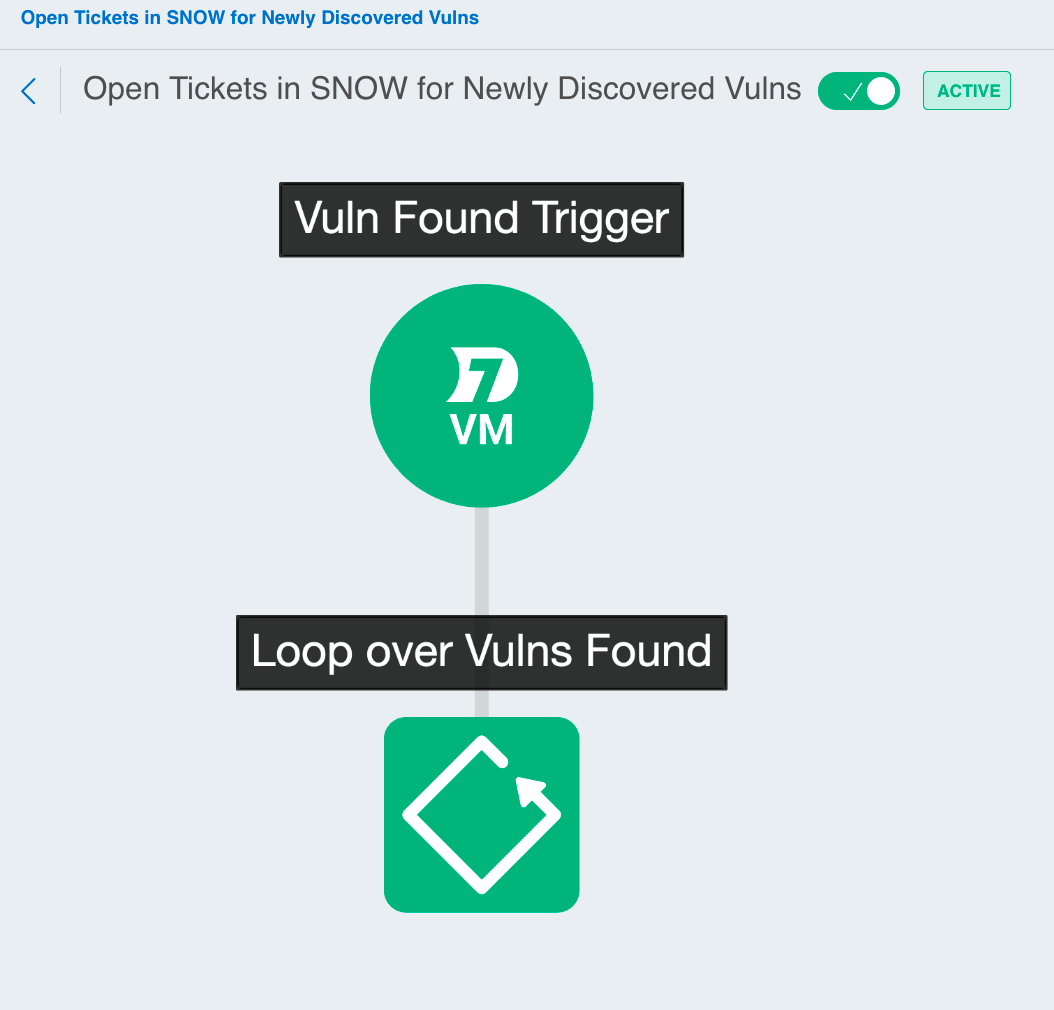 Open Tickets in SNOW for Newly Discovered Vulns
Open Tickets in SNOW for Newly Discovered Vulns ACTIVE
Vuln Found Trigger
7
VM
Loop over Vulns Found